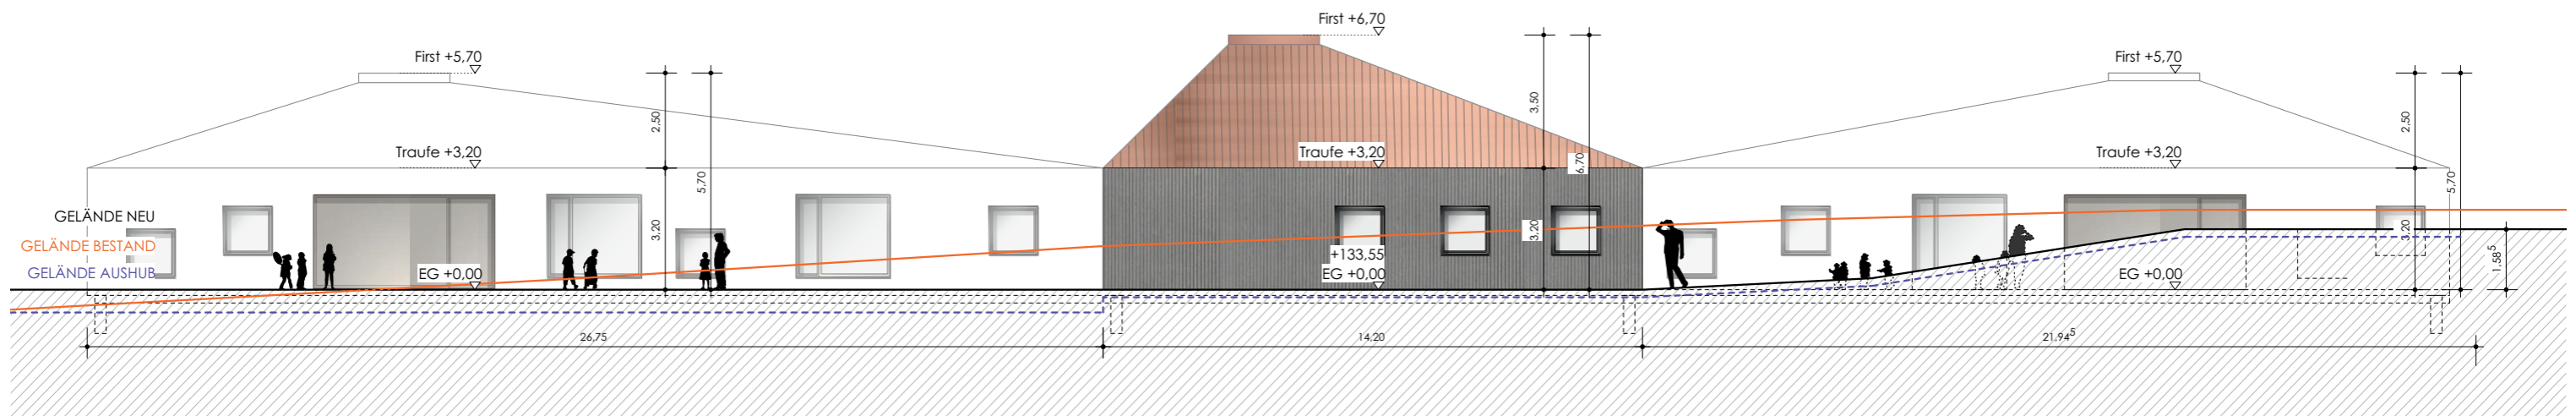 First +6,70
First +5,70
First +5,70
2,50
3,50
2,50
Traufe +3,20
Traufe +3,20
Traufe +3,20
5,70
6,70
5,70
GELÄNDE NEU
GELÄNDE BESTAND
GELÄNDE AUSHUB
3,20
3,20
3,20
+133,55
EG +0,00
EG +0,00
EG +0,00
1,58⁵
26,75
14,20
21,94⁵